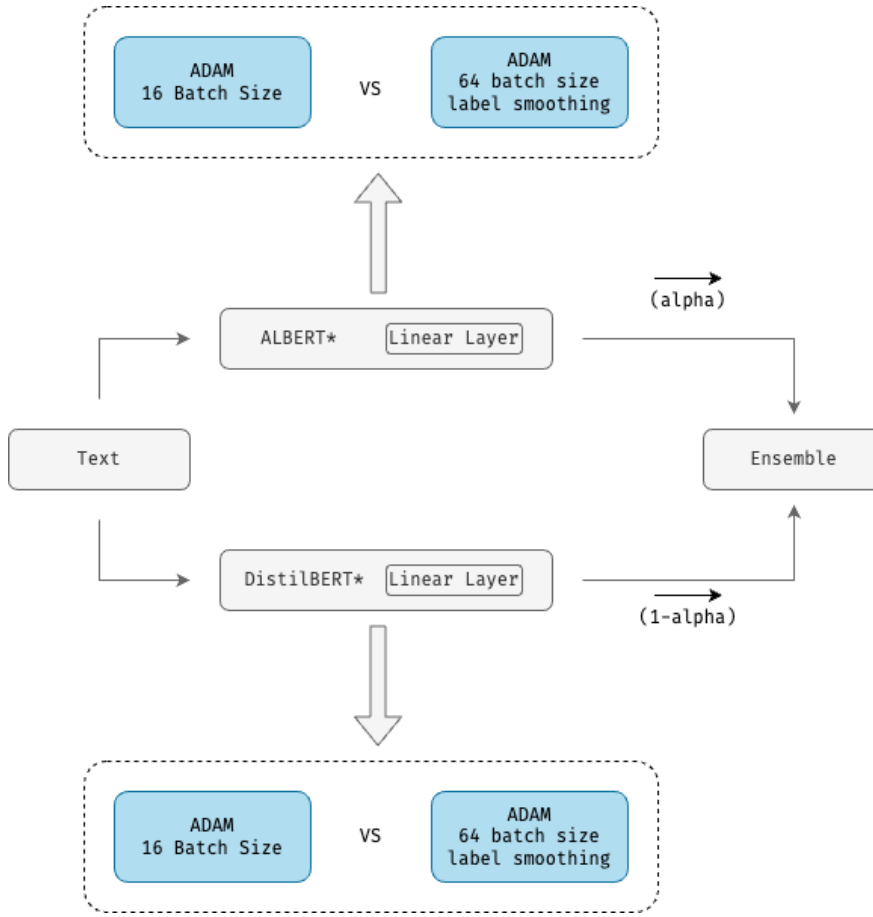 ADAM
16 Batch Size
VS
ADAM
64 batch size
label smoothing
(alpha)
ALBERT*
Linear Layer
Text
Ensemble
DistilBERT*
Linear Layer
(1-alpha)
ADAM
16 Batch Size
VS
ADAM
64 batch size
label smoothing